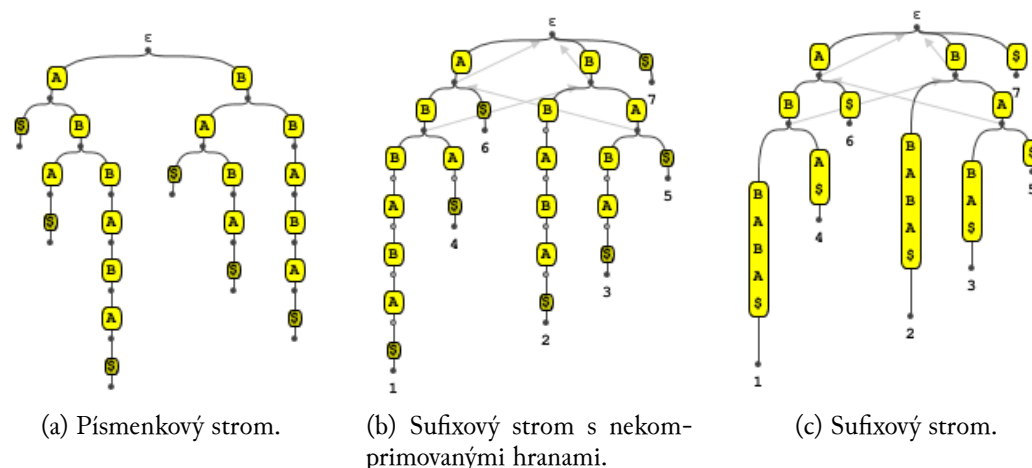 ε
A B
$ B A B
A B $ B A
$ A A B
B $ A
A $
$
ε
A B $
7
B $ B A
6
B A A B $
5
A $ B A
4
B A $
3
A $
2
$
1
ε
A B $
7
B $ A
6
B A B A $
A $
B A B A $
B A $
$
5
4
3
2
1
(a) Písmenkový strom.
(b) Sufixový strom s nekom-
primovanými hranami.
(c) Sufixový strom.